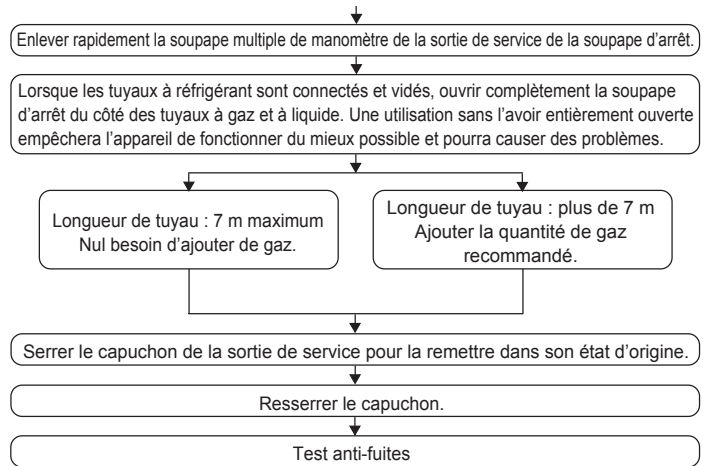 Enlever rapidement la soupape multiple de manomètre de la sortie de service de la soupape d'arrêt.
Lorsque les tuyaux à réfrigérant sont connectés et vidés, ouvrir complètement la soupape
d'arrêt du côté des tuyaux à gaz et à liquide. Une utilisation sans l'avoir entièrement ouverte
empêchera l'appareil de fonctionner du mieux possible et pourra causer des problèmes.
Longueur de tuyau : 7 m maximum
Nul besoin d'ajouter de gaz.
Longueur de tuyau : plus de 7 m
Ajouter la quantité de gaz
recommandé.
Serrer le capuchon de la sortie de service pour la remettre dans son état d'origine.
Resserrer le capuchon.
Test anti-fuites